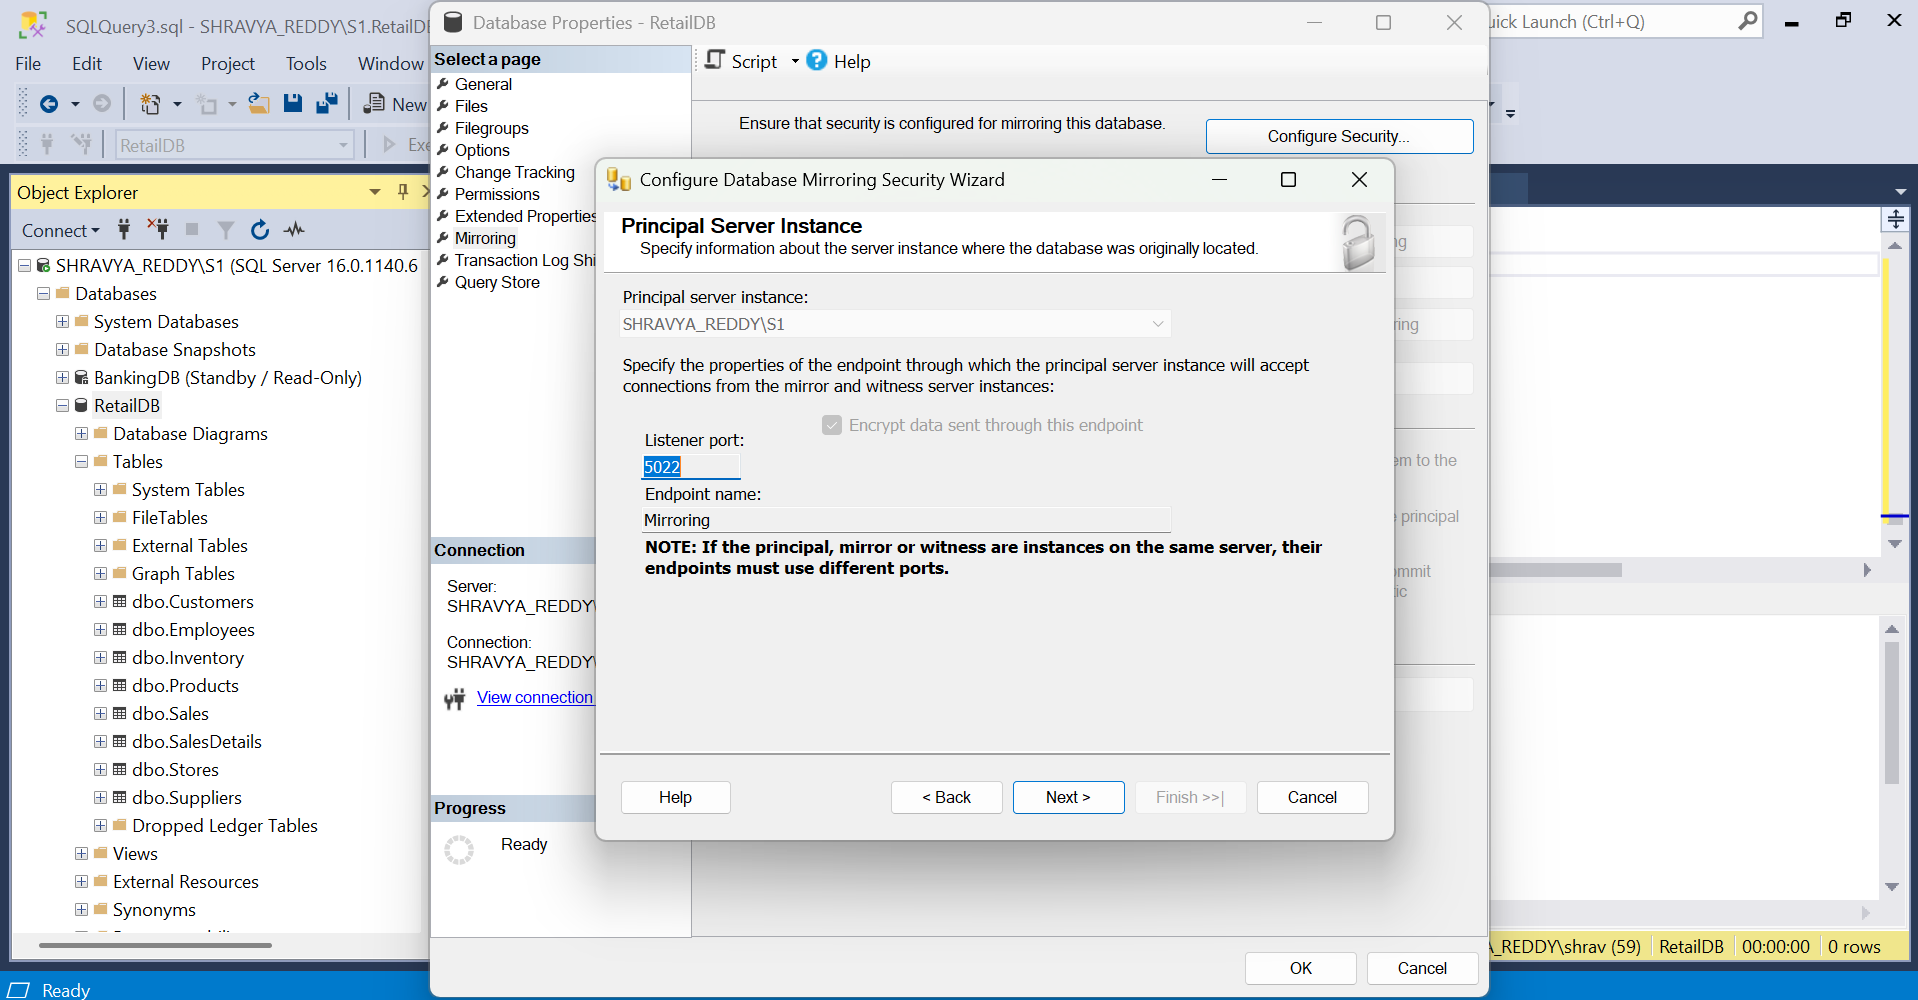 SQLQuery3.sql - SHRAVYA_REDDY\S1.RetailDB
Quick Launch (Ctrl+Q)
File Edit View Project Tools Window
New
RetailDB
Object Explorer
Connect
SHRAVYA_REDDY\S1 (SQL Server 16.0.1140.6
Databases
System Databases
Database Snapshots
BankingDB (Standby / Read-Only)
RetailDB
Database Diagrams
Tables
System Tables
FileTables
External Tables
Graph Tables
dbo.Customers
dbo.Employees
dbo.Inventory
dbo.Products
dbo.Sales
dbo.SalesDetails
dbo.Stores
dbo.Suppliers
Dropped Ledger Tables
Views
External Resources
Synonyms
Database Properties - RetailDB
Select a page
General
Files
Filegroups
Options
Change Tracking
Permissions
Extended Properties
Mirroring
Transaction Log Shi
Query Store
Connection
Server:
SHRAVYA_REDDY\
Connection:
SHRAVYA_REDDY\
View connection
Progress
Ready
Script Help
Ensure that security is configured for mirroring this database.
Configure Security...
em to the
principal
ommit
OK Cancel
Configure Database Mirroring Security Wizard
Principal Server Instance
Specify information about the server instance where the database was originally located.
Principal server instance:
SHRAVYA_REDDY\S1
Specify the properties of the endpoint through which the principal server instance will accept
connections from the mirror and witness server instances:
Encrypt data sent through this endpoint
Listener port:
5022
Endpoint name:
Mirroring
NOTE: If the principal, mirror or witness are instances on the same server, their
endpoints must use different ports.
Help < Back Next > Finish >>| Cancel
A_REDDY\shrav (59) RetailDB 00:00:00 0 rows
Ready